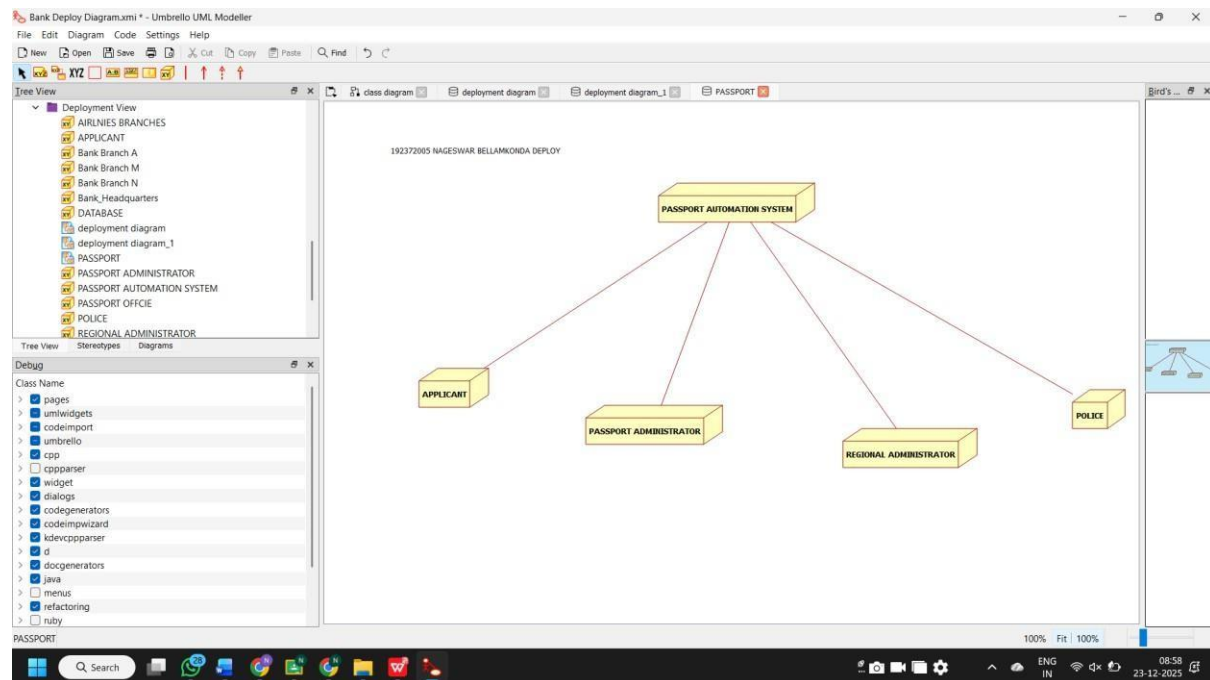 Bank Deploy Diagram.xmi * - Umbrello UML Modeller
File Edit Diagram Code Settings Help
New Open Save Cut Copy Paste Find
XYZ
Tree View
class diagram deployment diagram deployment diagram_1 PASSPORT
Bird's ...
Deployment View
AIRLNIES BRANCHES
APPLICANT
Bank Branch A
Bank Branch M
Bank Branch N
Bank_Headquarters
DATABASE
deployment diagram
deployment diagram_1
PASSPORT
PASSPORT ADMINISTRATOR
PASSPORT AUTOMATION SYSTEM
PASSPORT OFFCIE
POLICE
REGIONAL ADMINISTRATOR
Tree View Stereotypes Diagrams
Debug
Class Name
pages
umlwidgets
codeimport
umbrello
cpp
cppparser
widget
dialogs
codegenerators
codeimpwizard
kdevcppparser
d
docgenerators
java
menus
refactoring
ruby
192372005 NAGESWAR BELLAMKONDA DEPLOY
PASSPORT AUTOMATION SYSTEM
APPLICANT
PASSPORT ADMINISTRATOR
REGIONAL ADMINISTRATOR
POLICE
PASSPORT
100% Fit 100%
Search
28
ENG
IN
08:58
23-12-2025